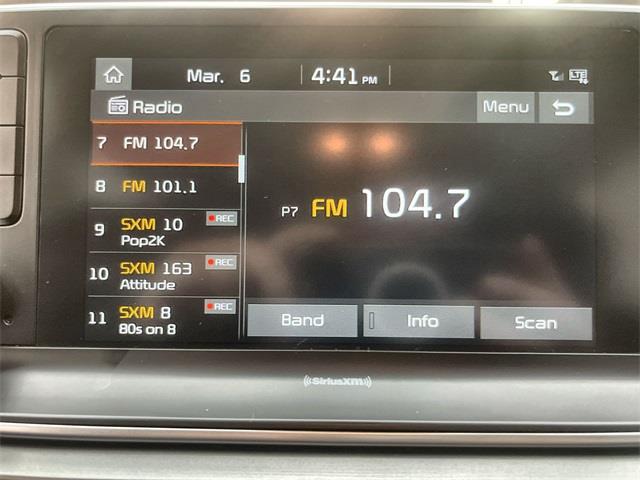 Mar. 6 4:41 PM LTE
Radio Menu
7 FM 104.7
8 FM 101.1
9 SXM 10 REC
Pop2K
10 SXM 163 REC
Attitude
11 SXM 8 REC
80s on 8
P7 FM 104.7
Band Info Scan
SiriusXM